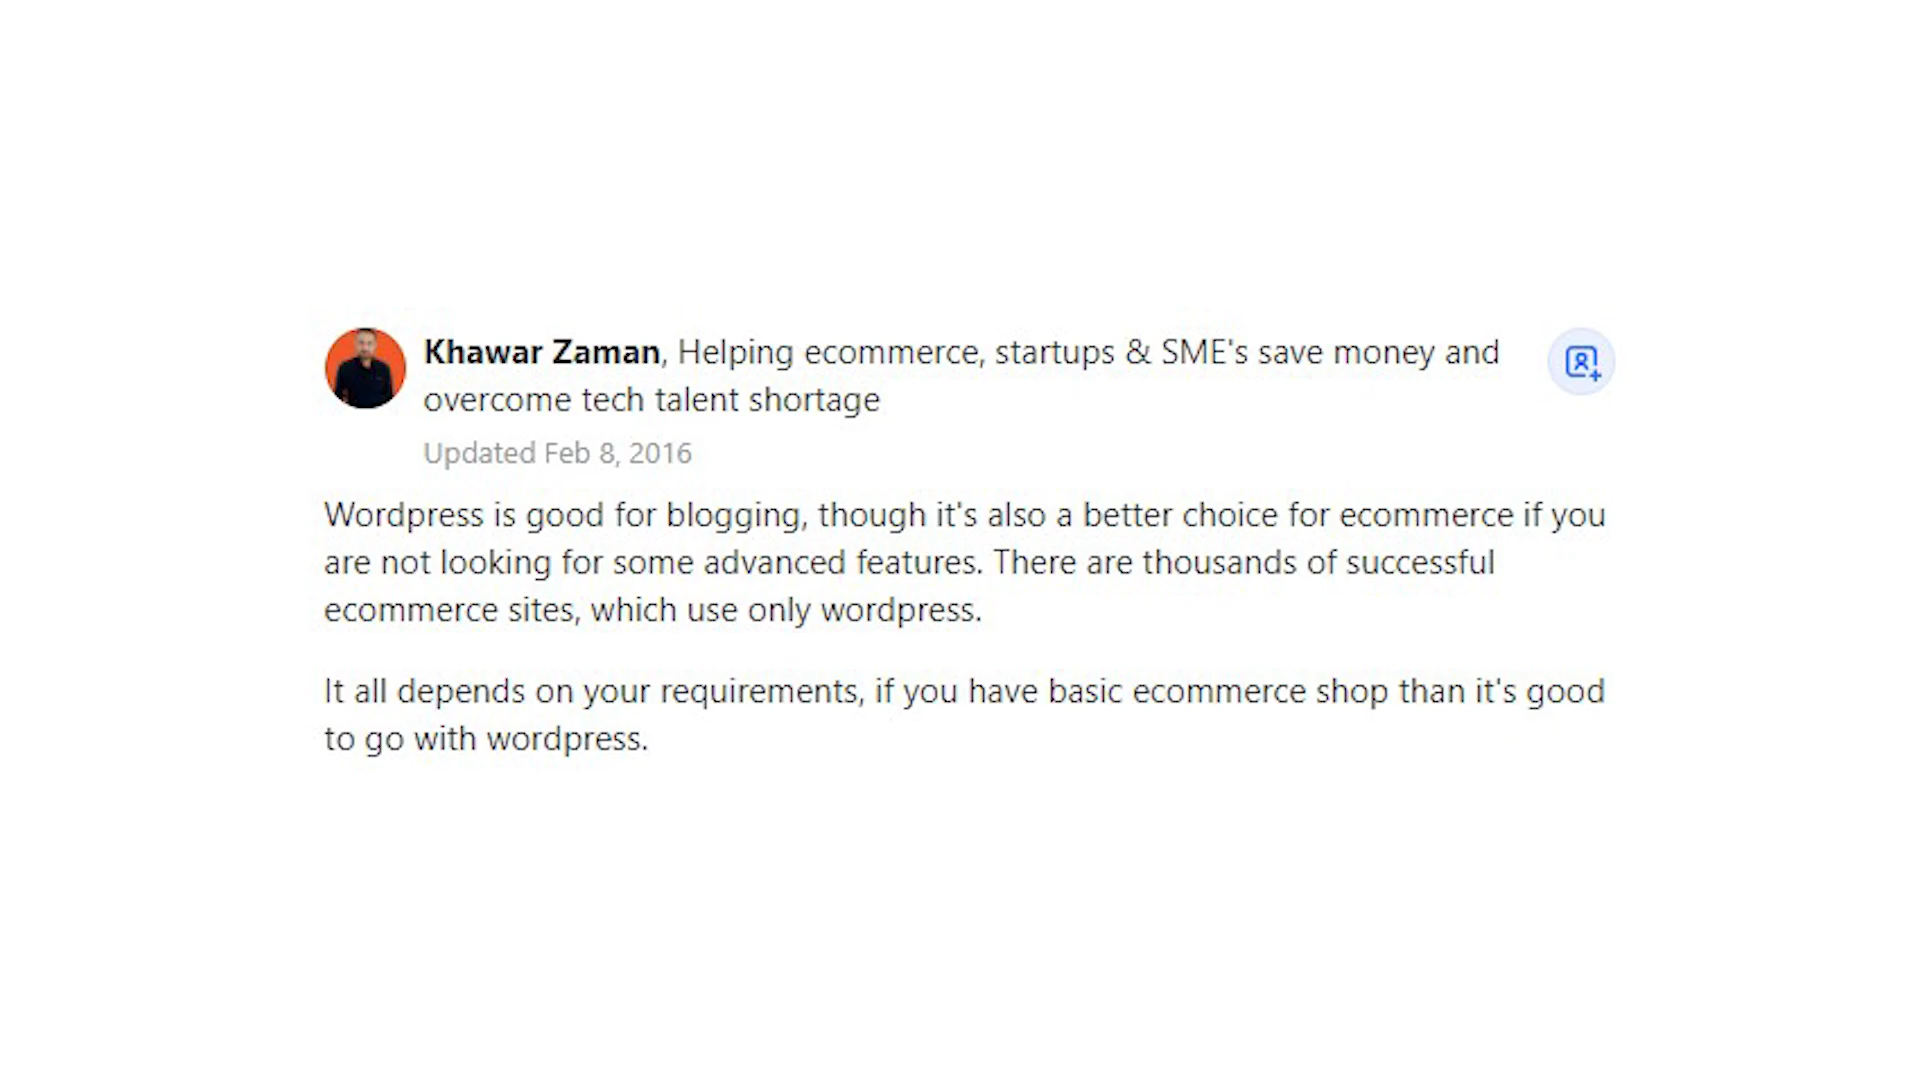 Khawar Zaman, Helping ecommerce, startups & SME's save money and
overcome tech talent shortage
Updated Feb 8, 2016
Wordpress is good for blogging, though it's also a better choice for ecommerce if you
are not looking for some advanced features. There are thousands of successful
ecommerce sites, which use only wordpress.
It all depends on your requirements, if you have basic ecommerce shop than it's good
to go with wordpress.